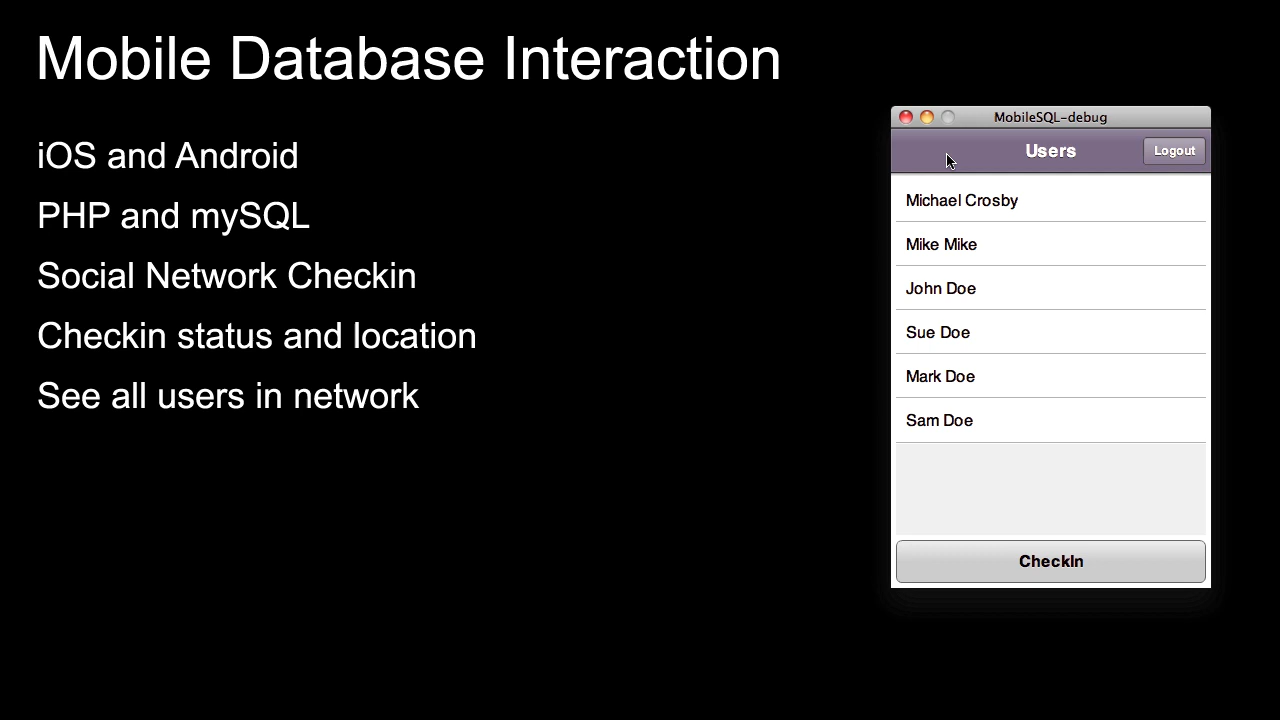 Mobile Database Interaction
iOS and Android
PHP and mySQL
Social Network Checkin
Checkin status and location
See all users in network
MobileSQL-debug
Users
Logout
Michael Crosby
Mike Mike
John Doe
Sue Doe
Mark Doe
Sam Doe
CheckIn